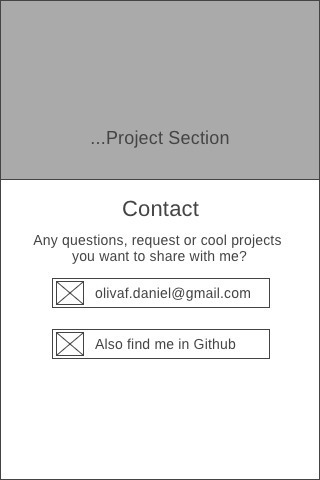 ...Project Section
Contact
Any questions, request or cool projects
you want to share with me?
olivaf.daniel@gmail.com
Also find me in Github